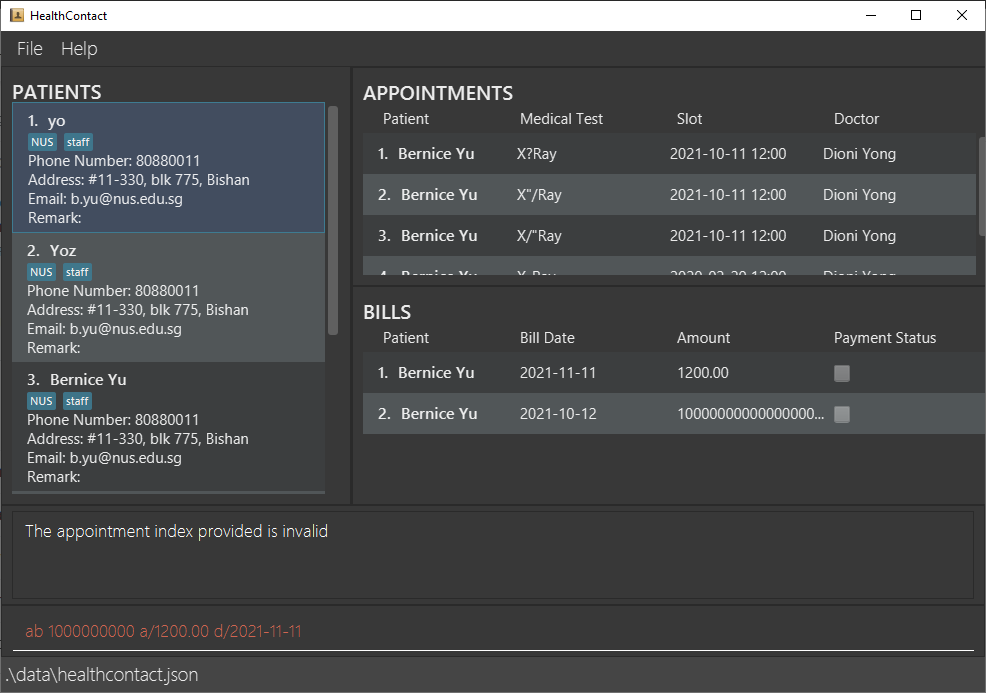 HealthContact
File Help
PATIENTS
1. yo
NUS staff
Phone Number: 80880011
Address: #11-330, blk 775, Bishan
Email: b.yu@nus.edu.sg
Remark:
2. Yoz
NUS staff
Phone Number: 80880011
Address: #11-330, blk 775, Bishan
Email: b.yu@nus.edu.sg
Remark:
3. Bernice Yu
NUS staff
Phone Number: 80880011
Address: #11-330, blk 775, Bishan
Email: b.yu@nus.edu.sg
Remark:
APPOINTMENTS
Patient Medical Test Slot Doctor
1. Bernice Yu X?Ray 2021-10-11 12:00 Dioni Yong
2. Bernice Yu X"/Ray 2021-10-11 12:00 Dioni Yong
3. Bernice Yu X/"Ray 2021-10-11 12:00 Dioni Yong
BILLS
Patient Bill Date Amount Payment Status
1. Bernice Yu 2021-11-11 1200.00
2. Bernice Yu 2021-10-12 10000000000000000...
The appointment index provided is invalid
ab 1000000000 a/1200.00 d/2021-11-11
.\data\healthcontact.json